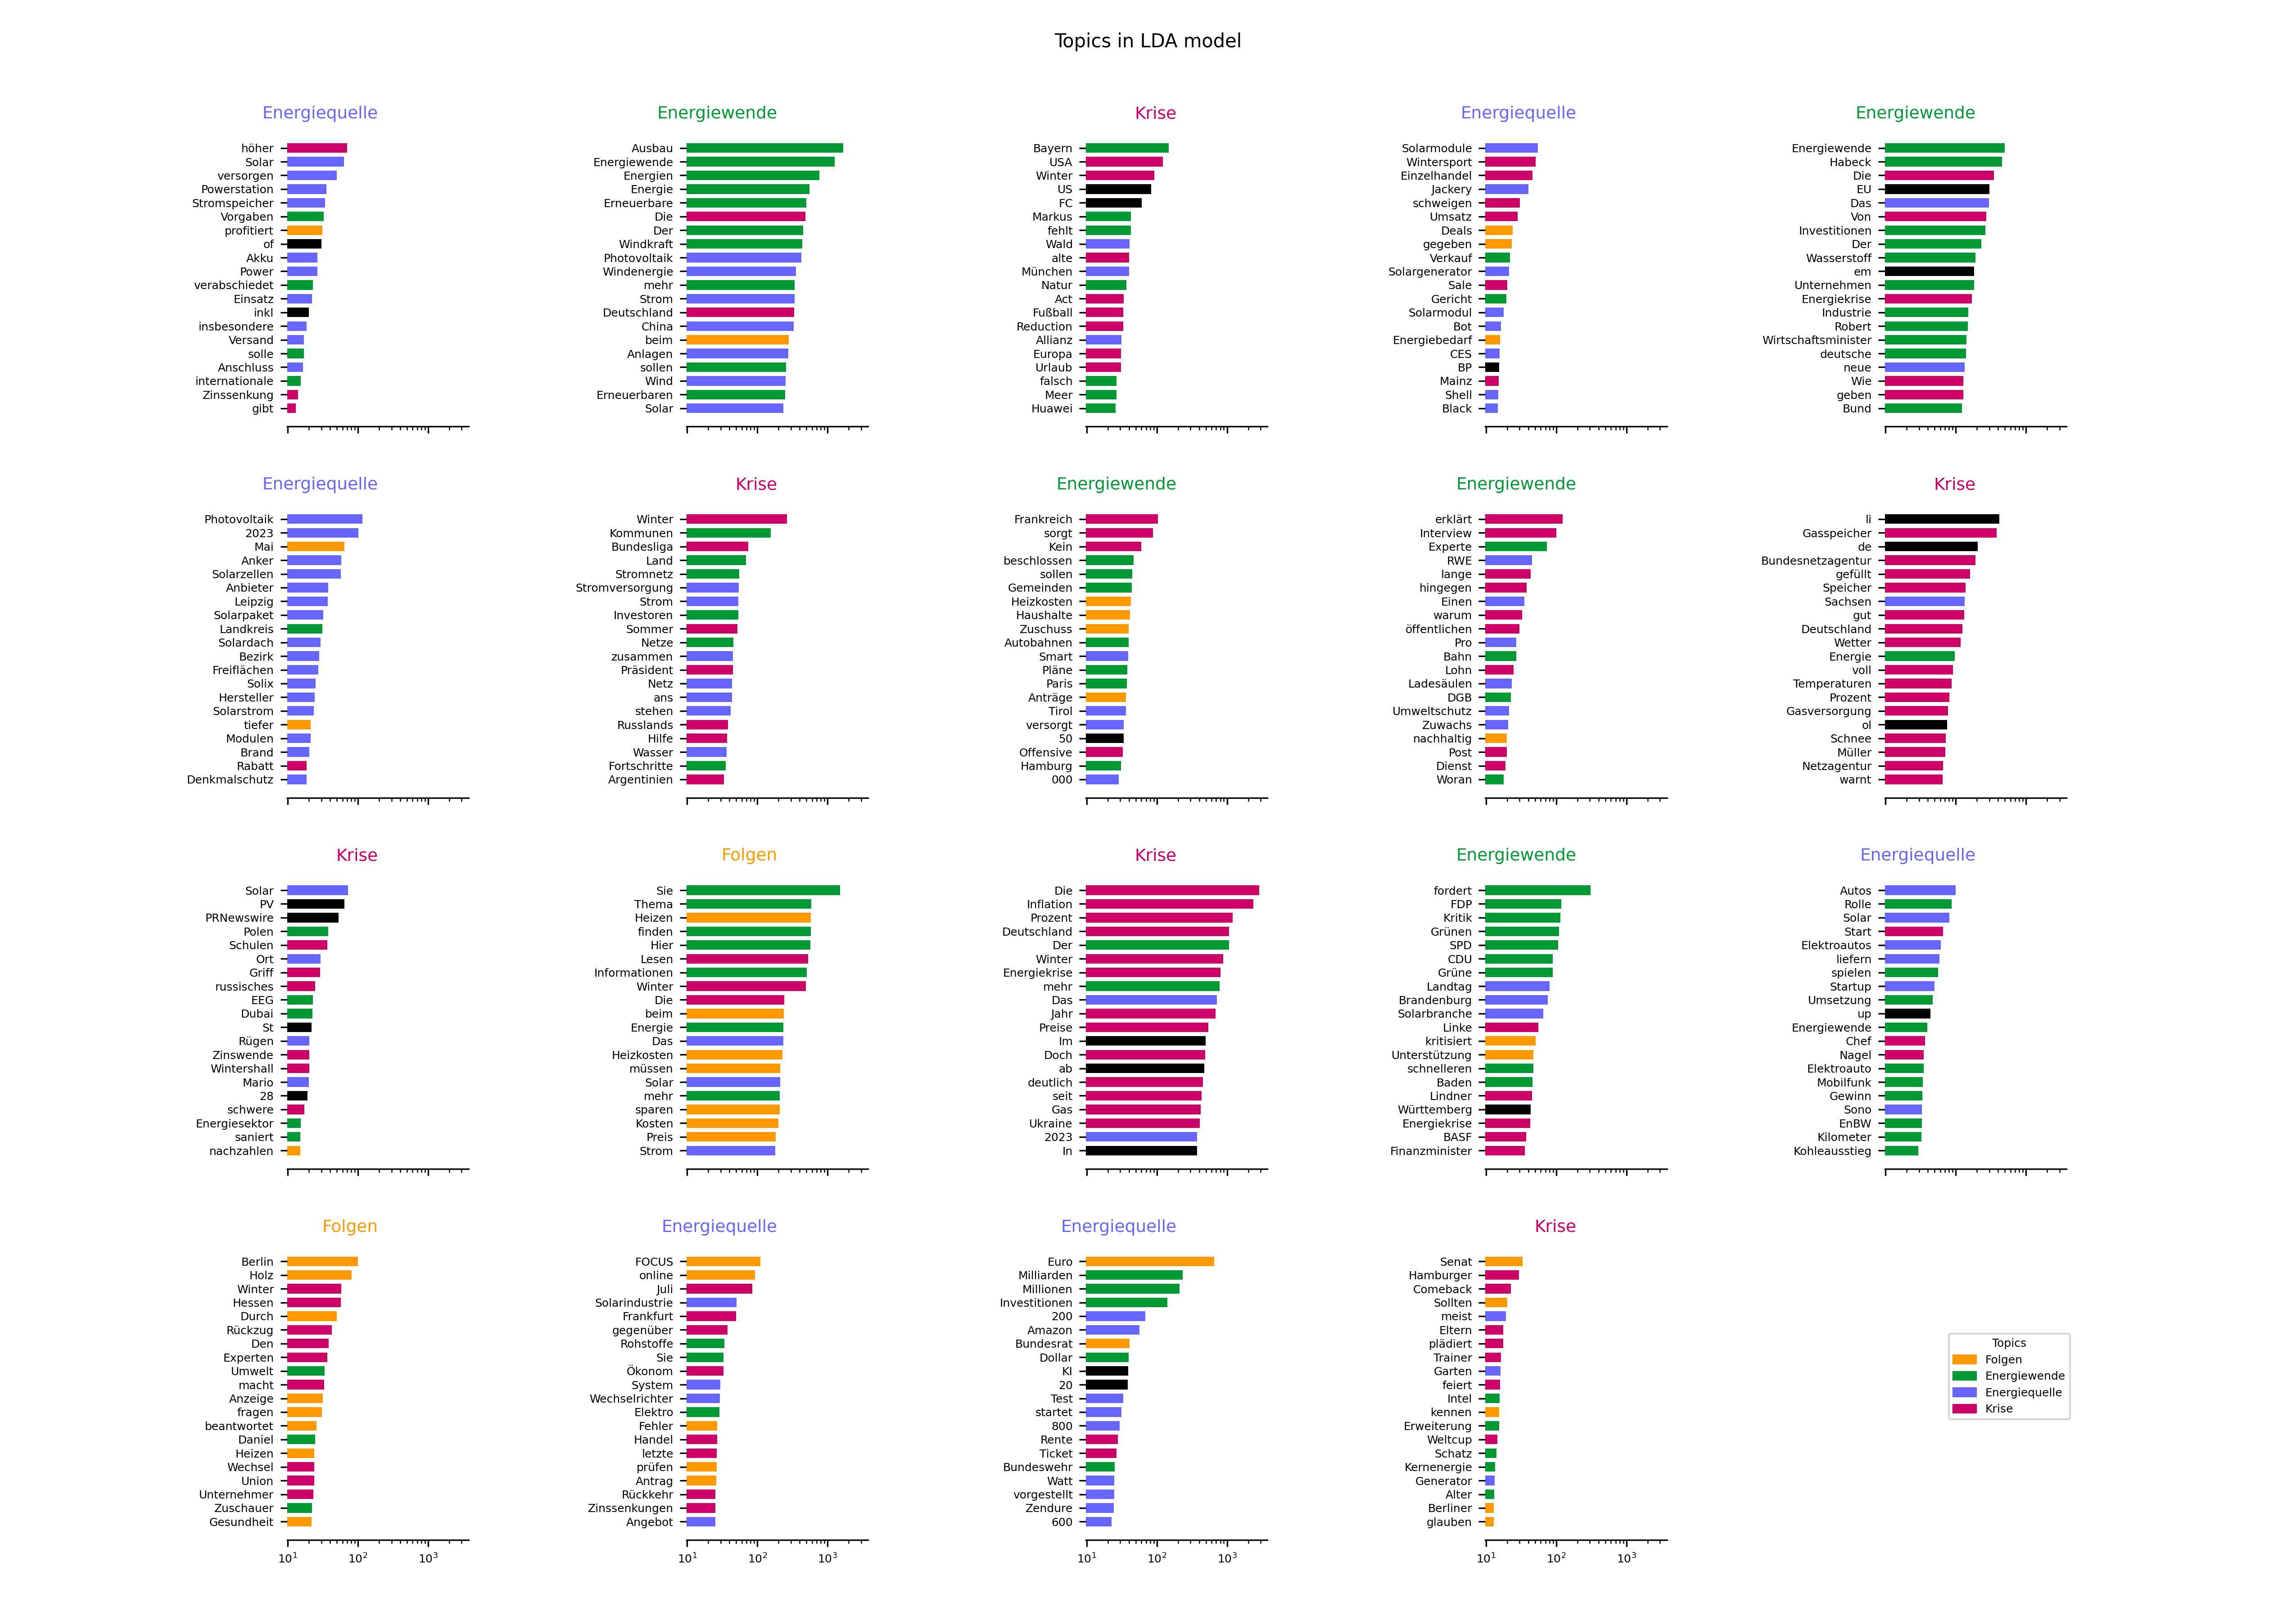 Topics in LDA model
Energiequelle
höher
Solar
versorgen
Powerstation
Stromspeicher
Vorgaben
profitiert
of
Akku
Power
verabschiedet
Einsatz
inkl
insbesondere
Versand
solle
Anschluss
internationale
Zinssenkung
gibt
Energiewende
Ausbau
Energiewende
Energien
Energie
Erneuerbare
Die
Der
Windkraft
Photovoltaik
Windenergie
mehr
Strom
Deutschland
China
beim
Anlagen
sollen
Wind
Erneuerbaren
Solar
Krise
Bayern
USA
Winter
US
FC
Markus
fehlt
Wald
alte
München
Natur
Act
Fußball
Reduction
Allianz
Europa
Urlaub
falsch
Meer
Huawei
Energiequelle
Solarmodule
Wintersport
Einzelhandel
Jackery
schweigen
Umsatz
Deals
gegeben
Verkauf
Solargenerator
Sale
Gericht
Solarmodul
Bot
Energiebedarf
CES
BP
Mainz
Shell
Black
Energiewende
Energiewende
Habeck
Die
EU
Das
Von
Investitionen
Der
Wasserstoff
em
Unternehmen
Energiekrise
Industrie
Robert
Wirtschaftsminister
deutsche
neue
Wie
geben
Bund
Energiequelle
Photovoltaik
2023
Mai
Anker
Solarzellen
Anbieter
Leipzig
Solarpaket
Landkreis
Solardach
Bezirk
Freiflächen
Solix
Hersteller
Solarstrom
tiefer
Modulen
Brand
Rabatt
Denkmalschutz
Krise
Winter
Kommunen
Bundesliga
Land
Stromnetz
Stromversorgung
Strom
Investoren
Sommer
Netze
zusammen
Präsident
Netz
ans
stehen
Russlands
Hilfe
Wasser
Fortschritte
Argentinien
Energiewende
Frankreich
sorgt
Kein
beschlossen
sollen
Gemeinden
Heizkosten
Haushalte
Zuschuss
Autobahnen
Smart
Pläne
Paris
Anträge
Tirol
versorgt
50
Offensive
Hamburg
000
Energiewende
erklärt
Interview
Experte
RWE
lange
hingegen
Einen
warum
öffentlichen
Pro
Bahn
Lohn
Ladesäulen
DGB
Umweltschutz
Zuwachs
nachhaltig
Post
Dienst
Woran
Krise
li
Gasspeicher
de
Bundesnetzagentur
gefüllt
Speicher
Sachsen
gut
Deutschland
Wetter
Energie
voll
Temperaturen
Prozent
Gasversorgung
ol
Schnee
Müller
Netzagentur
warnt
Krise
Solar
PV
PRNewswire
Polen
Schulen
Ort
Griff
russisches
EEG
Dubai
St
Rügen
Zinswende
Wintershall
Mario
28
schwere
Energiesektor
saniert
nachzahlen
Folgen
Sie
Thema
Heizen
finden
Hier
Lesen
Informationen
Winter
Die
beim
Energie
Das
Heizkosten
müssen
Solar
mehr
sparen
Kosten
Preis
Strom
Krise
Die
Inflation
Prozent
Deutschland
Der
Winter
Energiekrise
mehr
Das
Jahr
Preise
Im
Doch
ab
deutlich
seit
Gas
Ukraine
2023
In
Energiewende
fordert
FDP
Kritik
Grünen
SPD
CDU
Grüne
Landtag
Brandenburg
Solarbranche
Linke
kritisiert
Unterstützung
schnelleren
Baden
Lindner
Württemberg
Energiekrise
BASF
Finanzminister
Energiequelle
Autos
Rolle
Solar
Start
Elektroautos
liefern
spielen
Startup
Umsetzung
up
Energiewende
Chef
Nagel
Elektroauto
Mobilfunk
Gewinn
Sono
EnBW
Kilometer
Kohleausstieg
Folgen
Berlin
Holz
Winter
Hessen
Durch
Rückzug
Den
Experten
Umwelt
macht
Anzeige
fragen
beantwortet
Daniel
Heizen
Wechsel
Union
Unternehmer
Zuschauer
Gesundheit
10¹ 10² 10³
Energiequelle
FOCUS
online
Juli
Solarindustrie
Frankfurt
gegenüber
Rohstoffe
Sie
Ökonom
System
Wechselrichter
Elektro
Fehler
Handel
letzte
prüfen
Antrag
Rückkehr
Zinssenkungen
Angebot
10¹ 10² 10³
Energiequelle
Euro
Milliarden
Millionen
Investitionen
200
Amazon
Bundesrat
Dollar
KI
20
Test
startet
800
Rente
Ticket
Bundeswehr
Watt
vorgestellt
Zendure
600
10¹ 10² 10³
Krise
Senat
Hamburger
Comeback
Sollten
meist
Eltern
plädiert
Trainer
Garten
feiert
Intel
kennen
Erweiterung
Weltcup
Schatz
Kernenergie
Generator
Alter
Berliner
glauben
10¹ 10² 10³
Topics
Folgen
Energiewende
Energiequelle
Krise